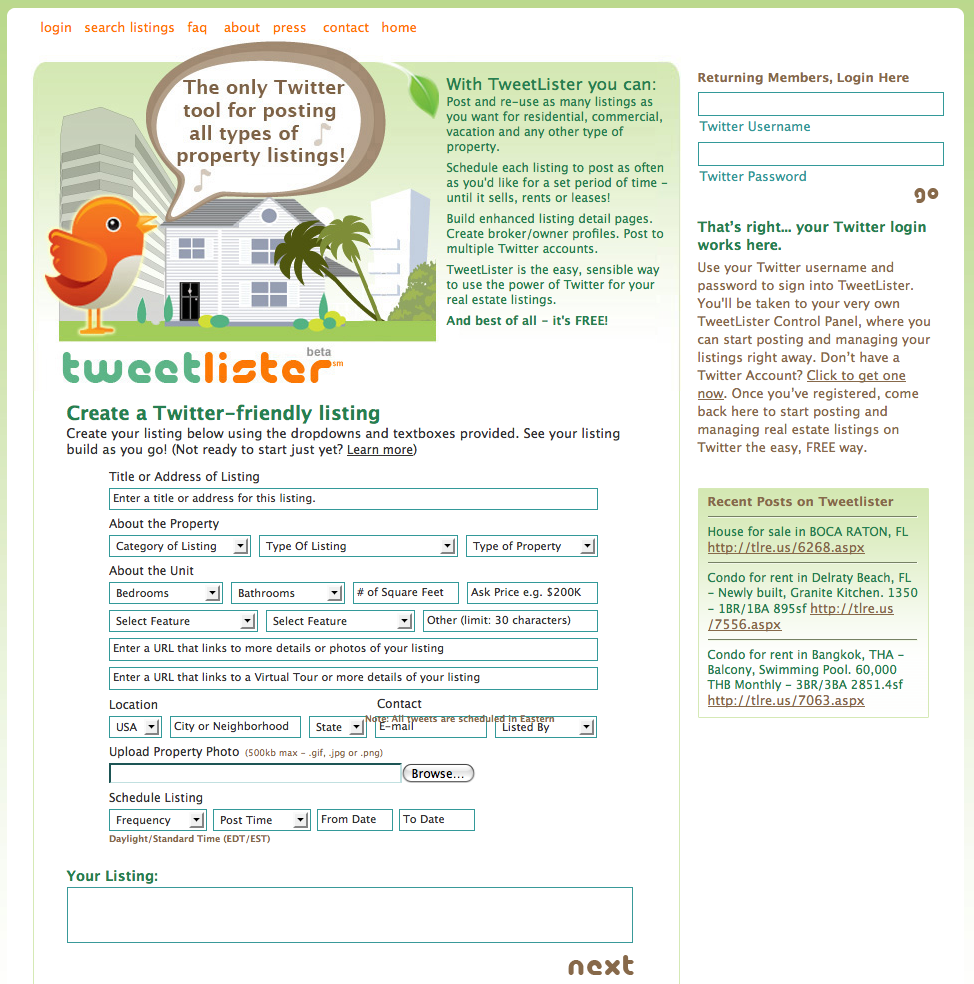 login search listings faq about press contact home
The only Twitter
tool for posting
all types of
property listings!
With TweetLister you can:
Post and re-use as many listings as
you want for residential, commercial,
vacation and any other type of
property.
Schedule each listing to post as often
as you'd like for a set period of time –
until it sells, rents or leases!
Build enhanced listing detail pages.
Create broker/owner profiles. Post to
multiple Twitter accounts.
TweetLister is the easy, sensible way
to use the power of Twitter for your
real estate listings.
And best of all – it's FREE!
beta
tweetlister sm
Create a Twitter-friendly listing
Create your listing below using the dropdowns and textboxes provided. See your listing
build as you go! (Not ready to start just yet? Learn more)
Title or Address of Listing
Enter a title or address for this listing.
About the Property
Category of Listing Type Of Listing Type of Property
About the Unit
Bedrooms Bathrooms # of Square Feet Ask Price e.g. $200K
Select Feature Select Feature Other (limit: 30 characters)
Enter a URL that links to more details or photos of your listing
Enter a URL that links to a Virtual Tour or more details of your listing
Location Contact
Note: All tweets are scheduled in Eastern
USA City or Neighborhood State E-mail Listed By
Upload Property Photo (500kb max – .gif, .jpg or .png)
Browse...
Schedule Listing
Frequency Post Time From Date To Date
Daylight/Standard Time (EDT/EST)
Your Listing:
next
Returning Members, Login Here
Twitter Username
Twitter Password
go
That's right... your Twitter login
works here.
Use your Twitter username and
password to sign into TweetLister.
You'll be taken to your very own
TweetLister Control Panel, where you
can start posting and managing your
listings right away. Don't have a
Twitter Account? Click to get one
now. Once you've registered, come
back here to start posting and
managing real estate listings on
Twitter the easy, FREE way.
Recent Posts on Tweetlister
House for sale in BOCA RATON, FL
http://tlre.us/6268.aspx
Condo for rent in Delraty Beach, FL
– Newly built, Granite Kitchen. 1350
– 1BR/1BA 895sf http://tlre.us
/7556.aspx
Condo for rent in Bangkok, THA –
Balcony, Swimming Pool. 60,000
THB Monthly – 3BR/3BA 2851.4sf
http://tlre.us/7063.aspx